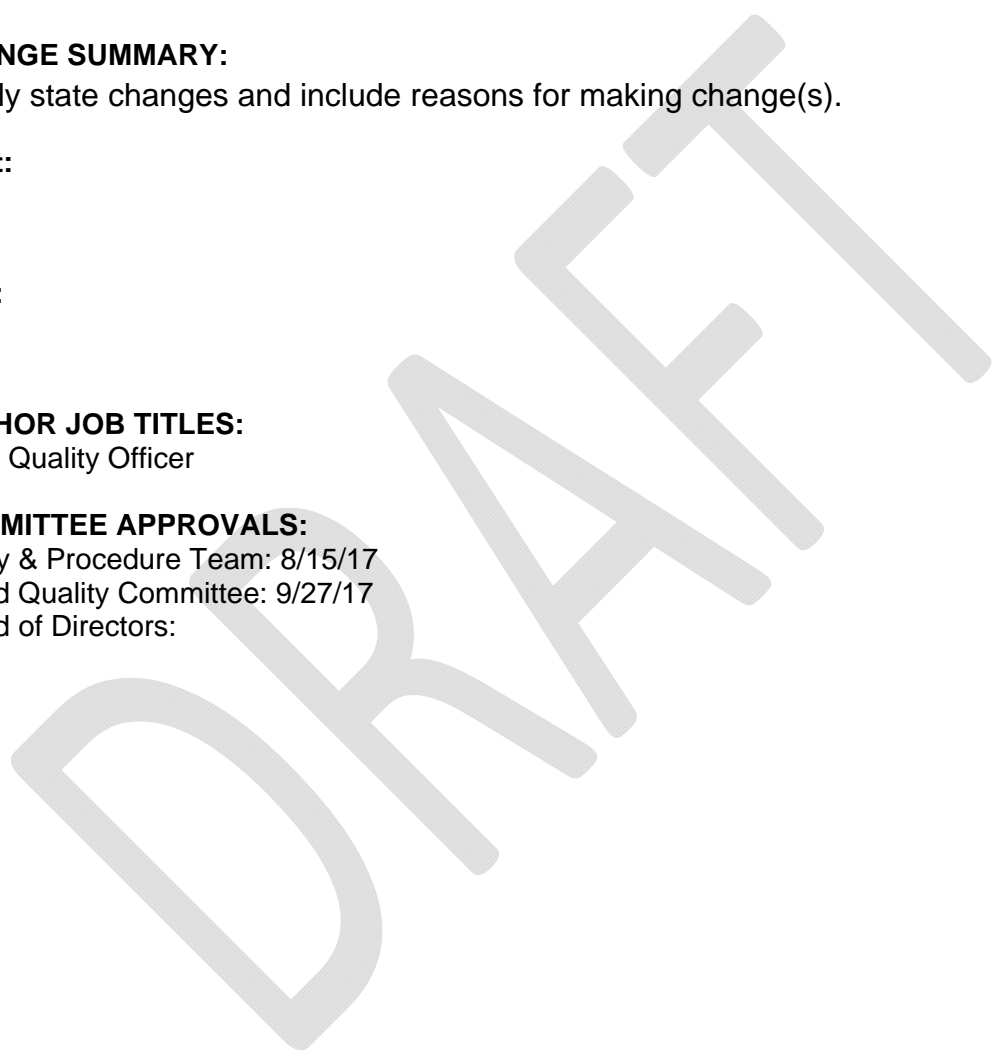 NGE SUMMARY:
ly state changes and include reasons for making change(s).
t:
:
HOR JOB TITLES:
Quality Officer
MITTEE APPROVALS:
y & Procedure Team: 8/15/17
d Quality Committee: 9/27/17
d of Directors:
DRAFT